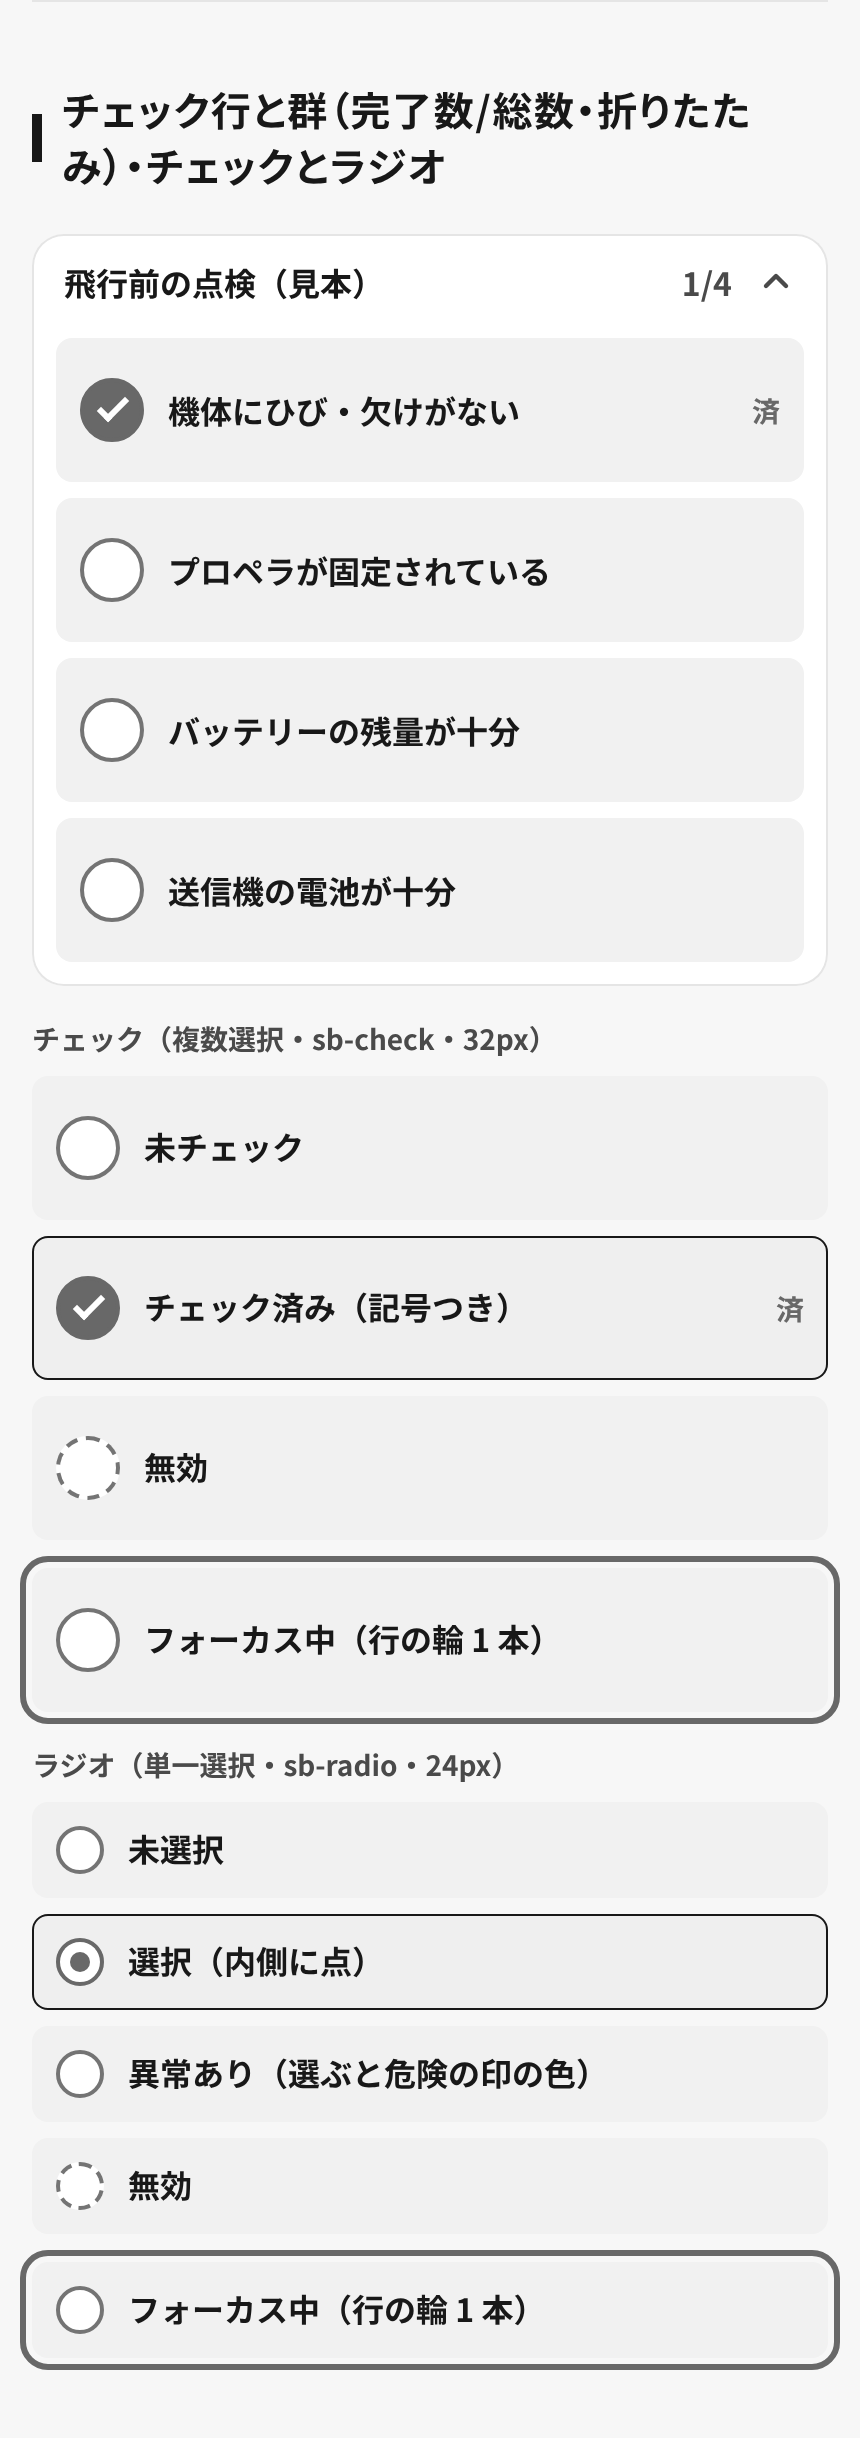 チェック行と群（完了数/総数・折りたた
み）・チェックとラジオ
飛行前の点検（見本）
1/4
機体にひび・欠けがない
済
プロペラが固定されている
バッテリーの残量が十分
送信機の電池が十分
チェック（複数選択・sb-check・32px）
未チェック
チェック済み（記号つき）
済
無効
フォーカス中（行の輪 1 本）
ラジオ（単一選択・sb-radio・24px）
未選択
選択（内側に点）
異常あり（選ぶと危険の印の色）
無効
フォーカス中（行の輪 1 本）